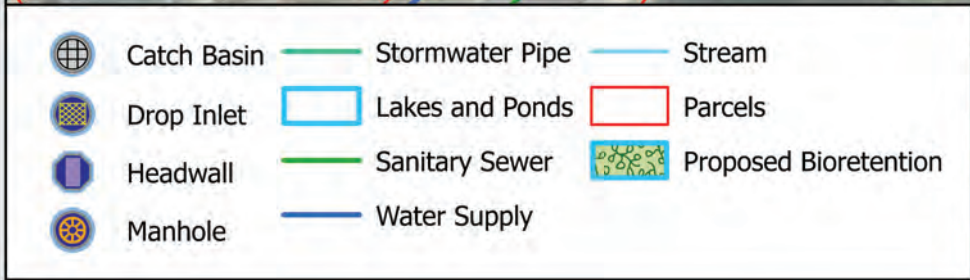 Catch Basin
Drop Inlet
Headwall
Manhole
Stormwater Pipe
Lakes and Ponds
Sanitary Sewer
Water Supply
Stream
Parcels
Proposed Bioretention